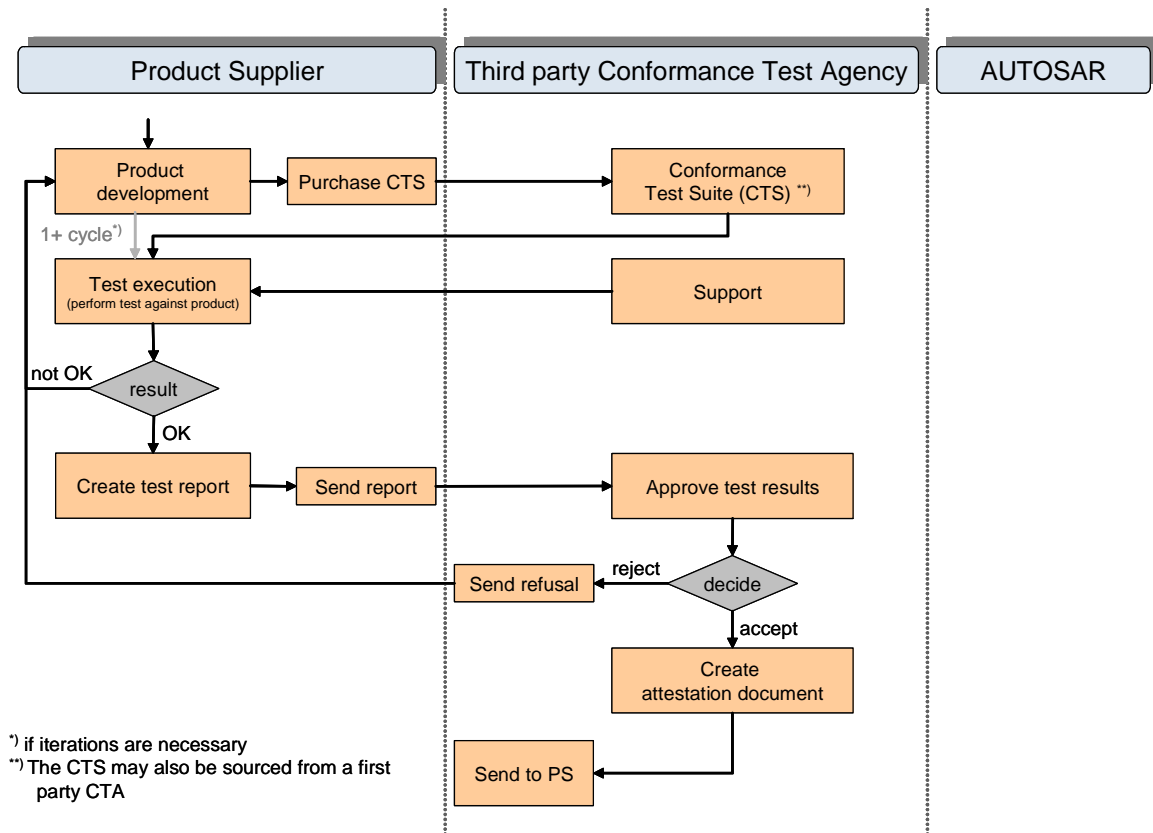 Product Supplier
Third party Conformance Test Agency
AUTOSAR
Product
development
Purchase CTS
Conformance
Test Suite (CTS) **)
1+ cycle*)
Test execution
(perform test against product)
Support
not OK
result
OK
Create test report
Send report
Approve test results
Send refusal
reject
decide
accept
Create
attestation document
Send to PS
*) if iterations are necessary
**) The CTS may also be sourced from a first
party CTA